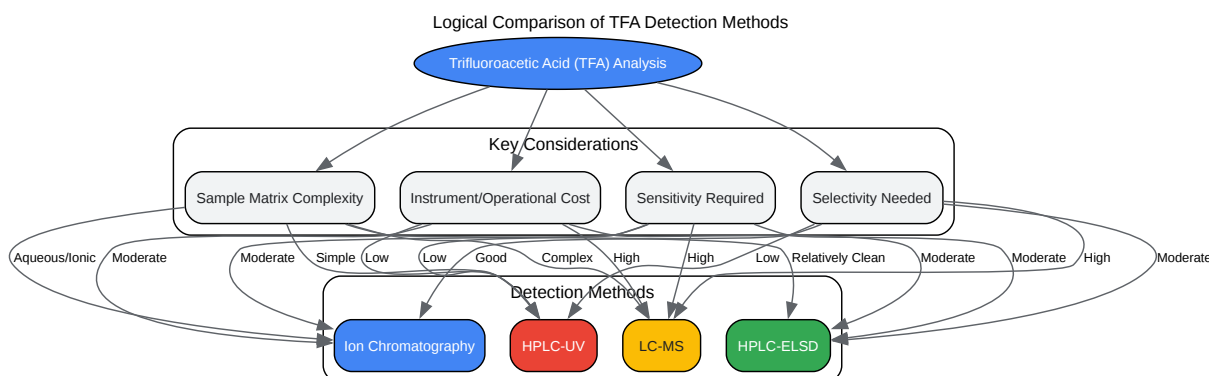 Logical Comparison of TFA Detection Methods
Trifluoroacetic Acid (TFA) Analysis
Key Considerations
Sample Matrix Complexity
Instrument/Operational Cost
Sensitivity Required
Selectivity Needed
Aqueous/Ionic
Moderate
Moderate
Simple
Low
Low
Good
Complex
High
High
Low
Relatively Clean
Moderate
Moderate
High
Moderate
Detection Methods
Ion Chromatography
HPLC-UV
LC-MS
HPLC-ELSD